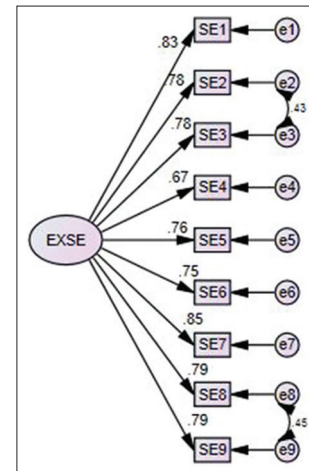 SE1 e1
.83
SE2 e2
.78
.43
SE3 e3
.78
SE4 e4
.67
EXSE
SE5 e5
.76
SE6 e6
.75
SE7 e7
.85
SE8 e8
.79
.45
SE9 e9
.79